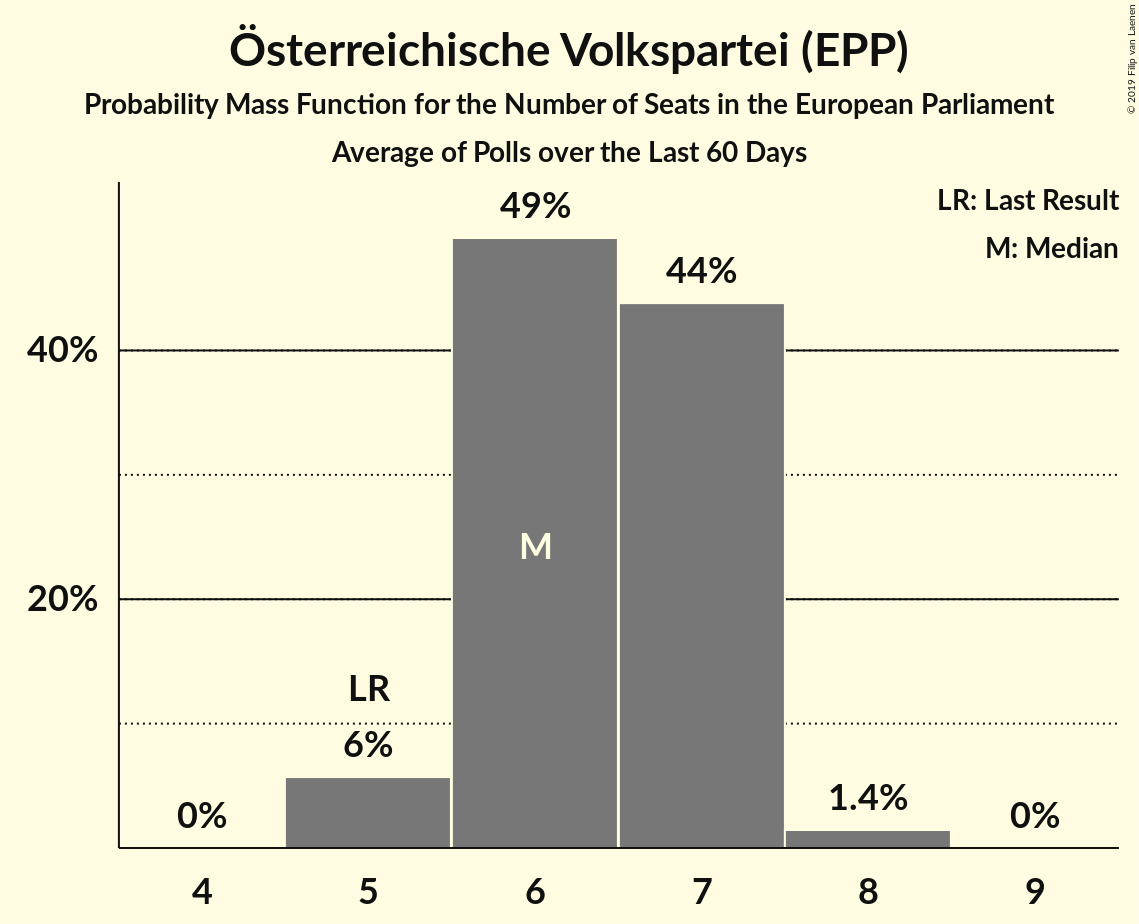 Österreichische Volkspartei (EPP)
Probability Mass Function for the Number of Seats in the European Parliament
Average of Polls over the Last 60 Days
© 2019 Filip van Laenen
LR: Last Result
M: Median
49%
44%
40%
M
20%
LR
6%
1.4%
0%
0%
4 5 6 7 8 9